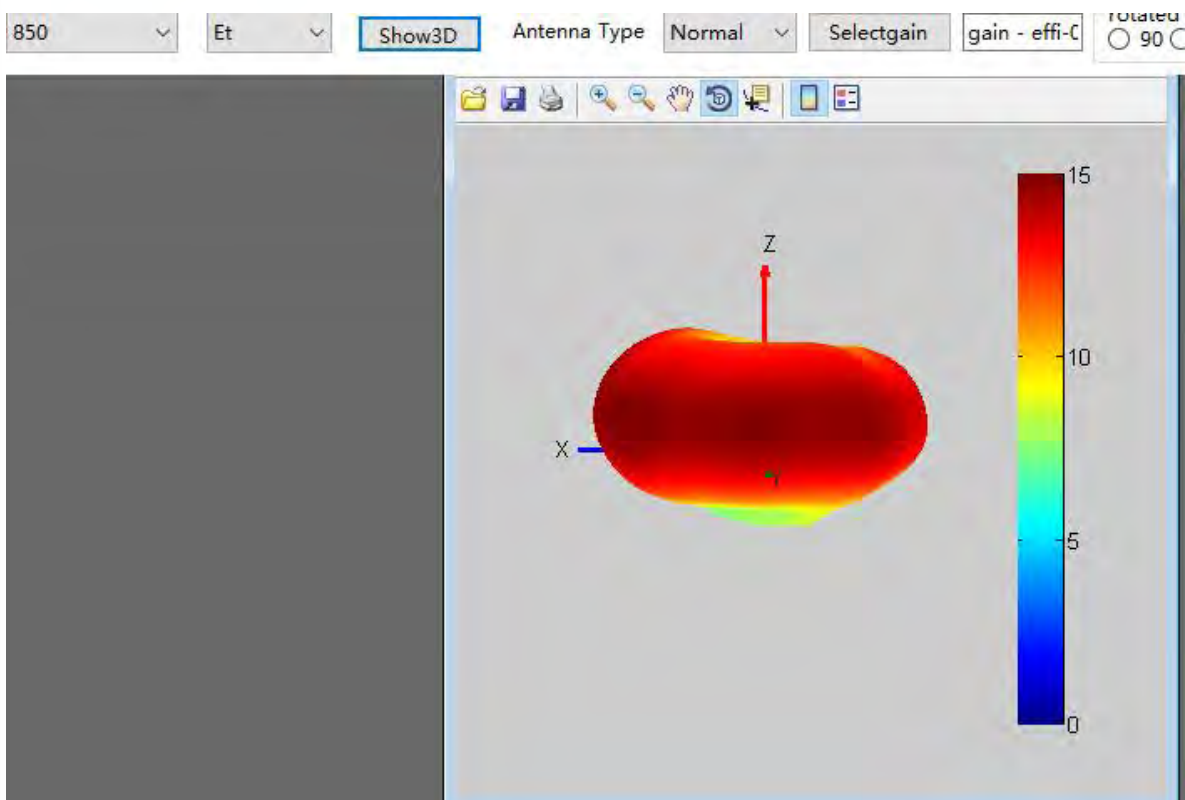 850 Et Show3D Antenna Type Normal Selectgain gain - effi-
rotated
90
15
Z
10
X
5
0